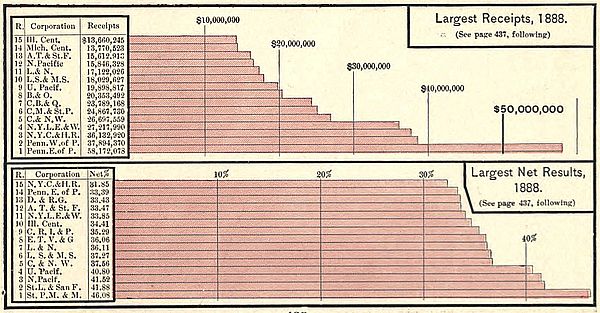 R. Corporation Receipts
15 Ill. Cent. $13,660,245
14 Mich. Cent. 13,770,523
13 A.T.& St.F. 15,612,913
12 N.Pacific 15,846,328
11 L.& N. 17,122,026
10 L.S.& M.S. 18,029,627
9 U. Pacif. 19,898,817
8 B.& O. 20,353,492
7 C.B.& Q. 23,789,168
6 C.M.& St.P. 24,867,730
5 C.& N.W. 26,697,559
4 N.Y.L.E.&W. 27,217,990
3 N.Y.C.& H.R. 36,132,920
2 Penn.W.of P. 37,894,370
1 Penn.E.of P. 58,172,078
$10,000,000
$20,000,000
$30,000,000
$40,000,000
$50,000,000
Largest Receipts, 1888.
(See page 437, following)
R. Corporation Net%
15 N.Y.C.&H.R. 31.85
14 Penn. E. of P. 33,39
13 D. & R.G. 33.43
12 A. T. & St.F. 33.47
11 N.Y.L.E.&W. 33.85
10 Ill. Cent. 34.41
9 C. R. I. & P. 35.29
8 E. T. V. & G 36.06
7 L. & N. 36.11
6 L. S. & M. S. 37.27
5 C. & N. W. 37.56
4 U. Pacif. 40.80
3 N.Pacif. 41.52
2 St.L. & San F. 41.88
1 St. P.M. & M. 46.08
10%
20%
30%
40%
Largest Net Results,
1888.
(See page 437, following)